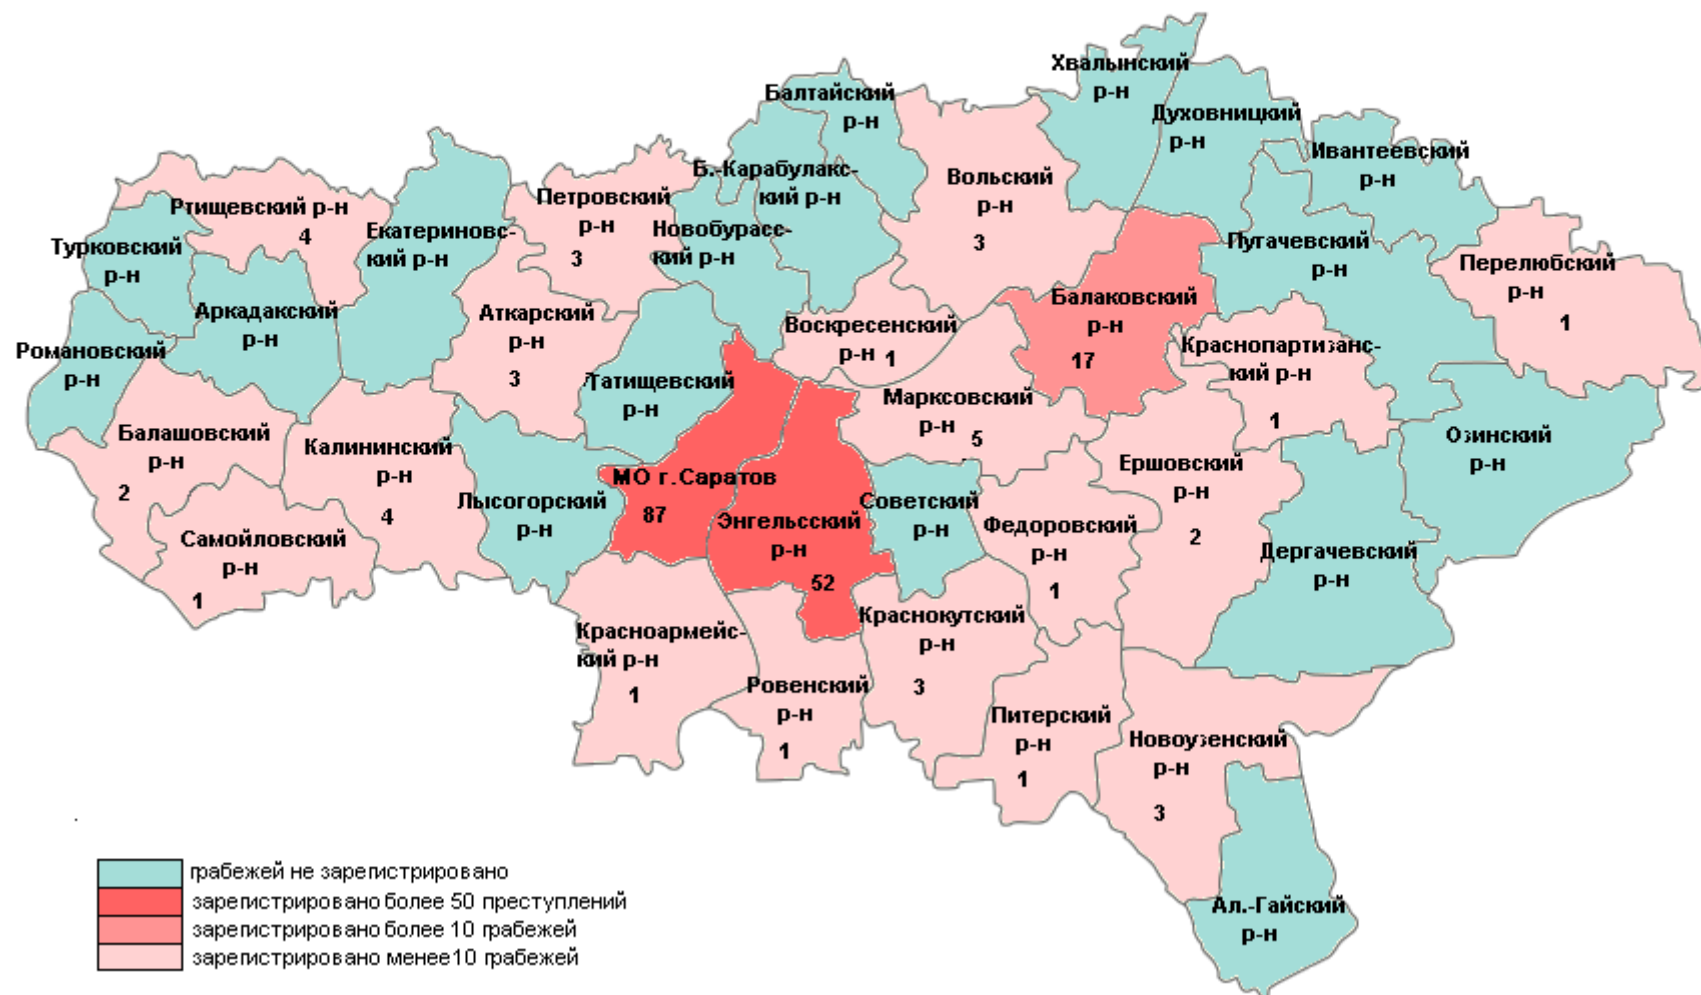 Хвалынский
р-н
Балтайский
р-н
Духовницкий
р-н
Ивантеевский
р-н
Б.-Карабулакс-
кий р-н
Вольский
р-н
3
Петровский
р-н
3
Ртищевский р-н
4
Екатериновс-
кий р-н
Новобурасс-
кий р-н
Турковский
р-н
Пугачевский
р-н
Перелюбский
р-н
1
Аркадакский
р-н
Аткарский
р-н
3
Балаковский
р-н
17
Воскресенский
р-н 1
Краснопартизанс-
кий р-н
1
Романовский
р-н
Татищевский
р-н
Марксовский
р-н 5
Балашовский
р-н
2
Калининский
р-н
4
Озинский
р-н
Ершовский
р-н
2
МО г.Саратов
87
Лысогорский
р-н
Советский
р-н
Энгельсский
р-н
52
Федоровский
р-н
1
Самойловский
р-н
1
Дергачевский
р-н
Краснокутский
р-н
3
Красноармейс-
кий р-н
1
Ровенский
р-н
1
Питерский
р-н
1
Новоузенский
р-н
3
Ал.-Гайский
р-н
грабежей не зарегистрировано
зарегистрировано более 50 преступлений
зарегистрировано более 10 грабежей
зарегистрировано менее10 грабежей